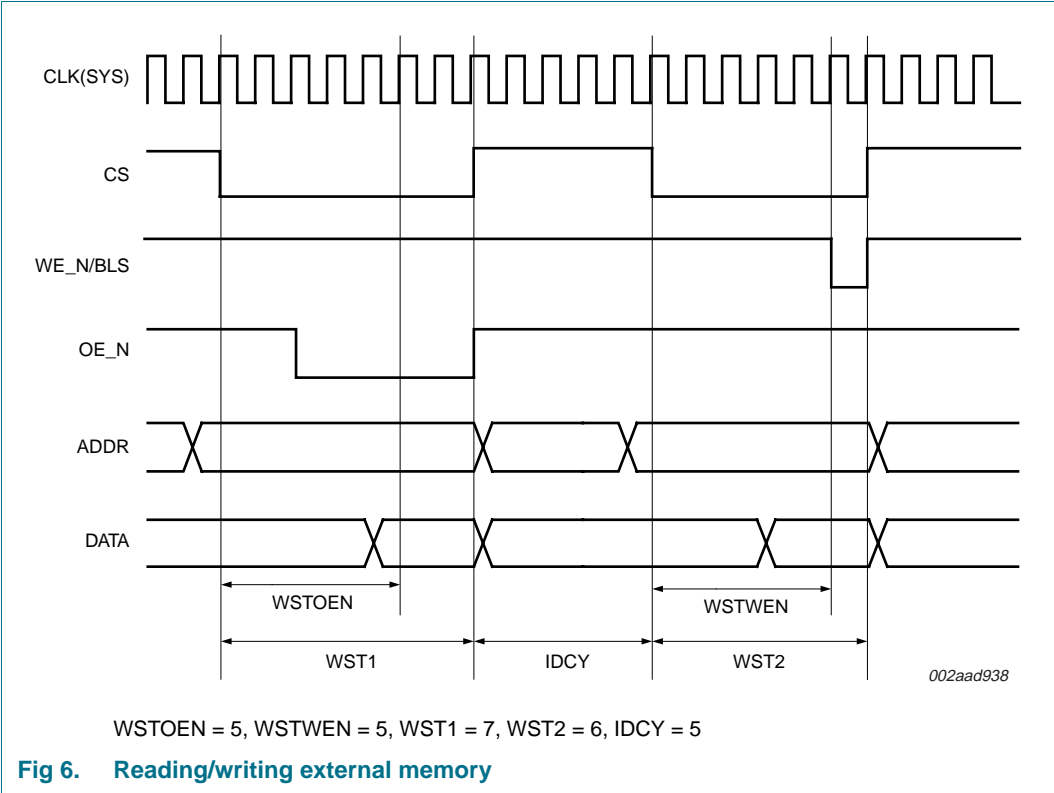 CLK(SYS)
CS
WE_N/BLS
OE_N
ADDR
DATA
WSTOEN
WSTWEN
WST1
IDCY
WST2
002aad938
WSTOEN = 5, WSTWEN = 5, WST1 = 7, WST2 = 6, IDCY = 5
Fig 6. Reading/writing external memory